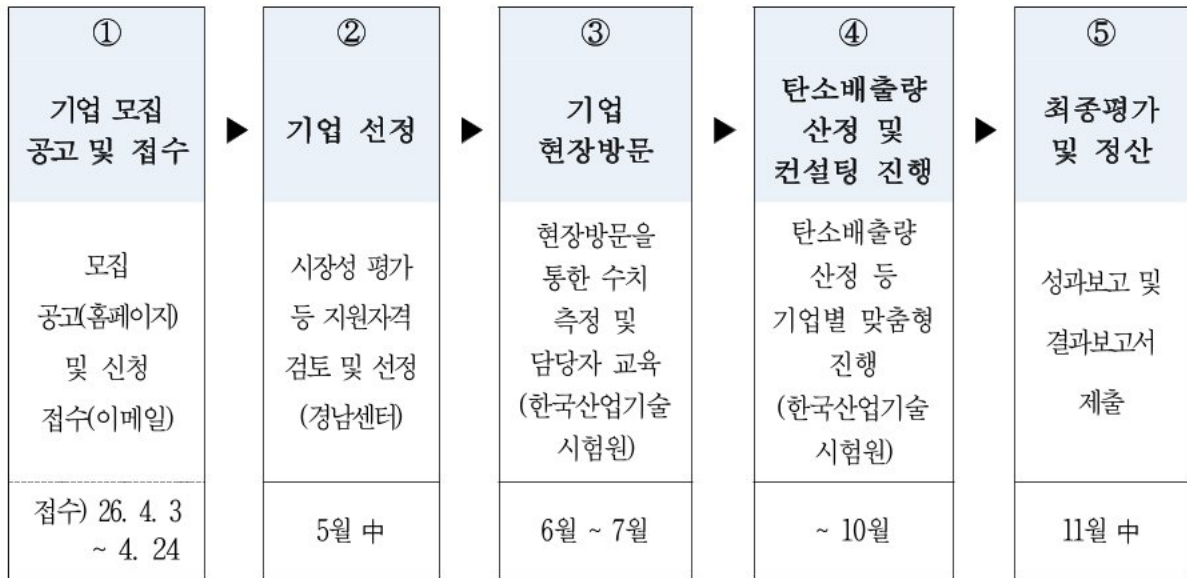 ①
기업 모집
공고 및 접수
모집
공고(홈페이지)
및 신청
접수(이메일)
접수) 26. 4. 3
~ 4. 24
▶
②
기업 선정
시장성 평가
등 지원자격
검토 및 선정
(경남센터)
5월 中
▶
③
기업
현장방문
현장방문을
통한 수치
측정 및
담당자 교육
(한국산업기술
시험원)
6월 ~ 7월
▶
④
탄소배출량
산정 및
컨설팅 진행
탄소배출량
산정 등
기업별 맞춤형
진행
(한국산업기술
시험원)
~ 10월
▶
⑤
최종평가
및 정산
성과보고 및
결과보고서
제출
11월 中